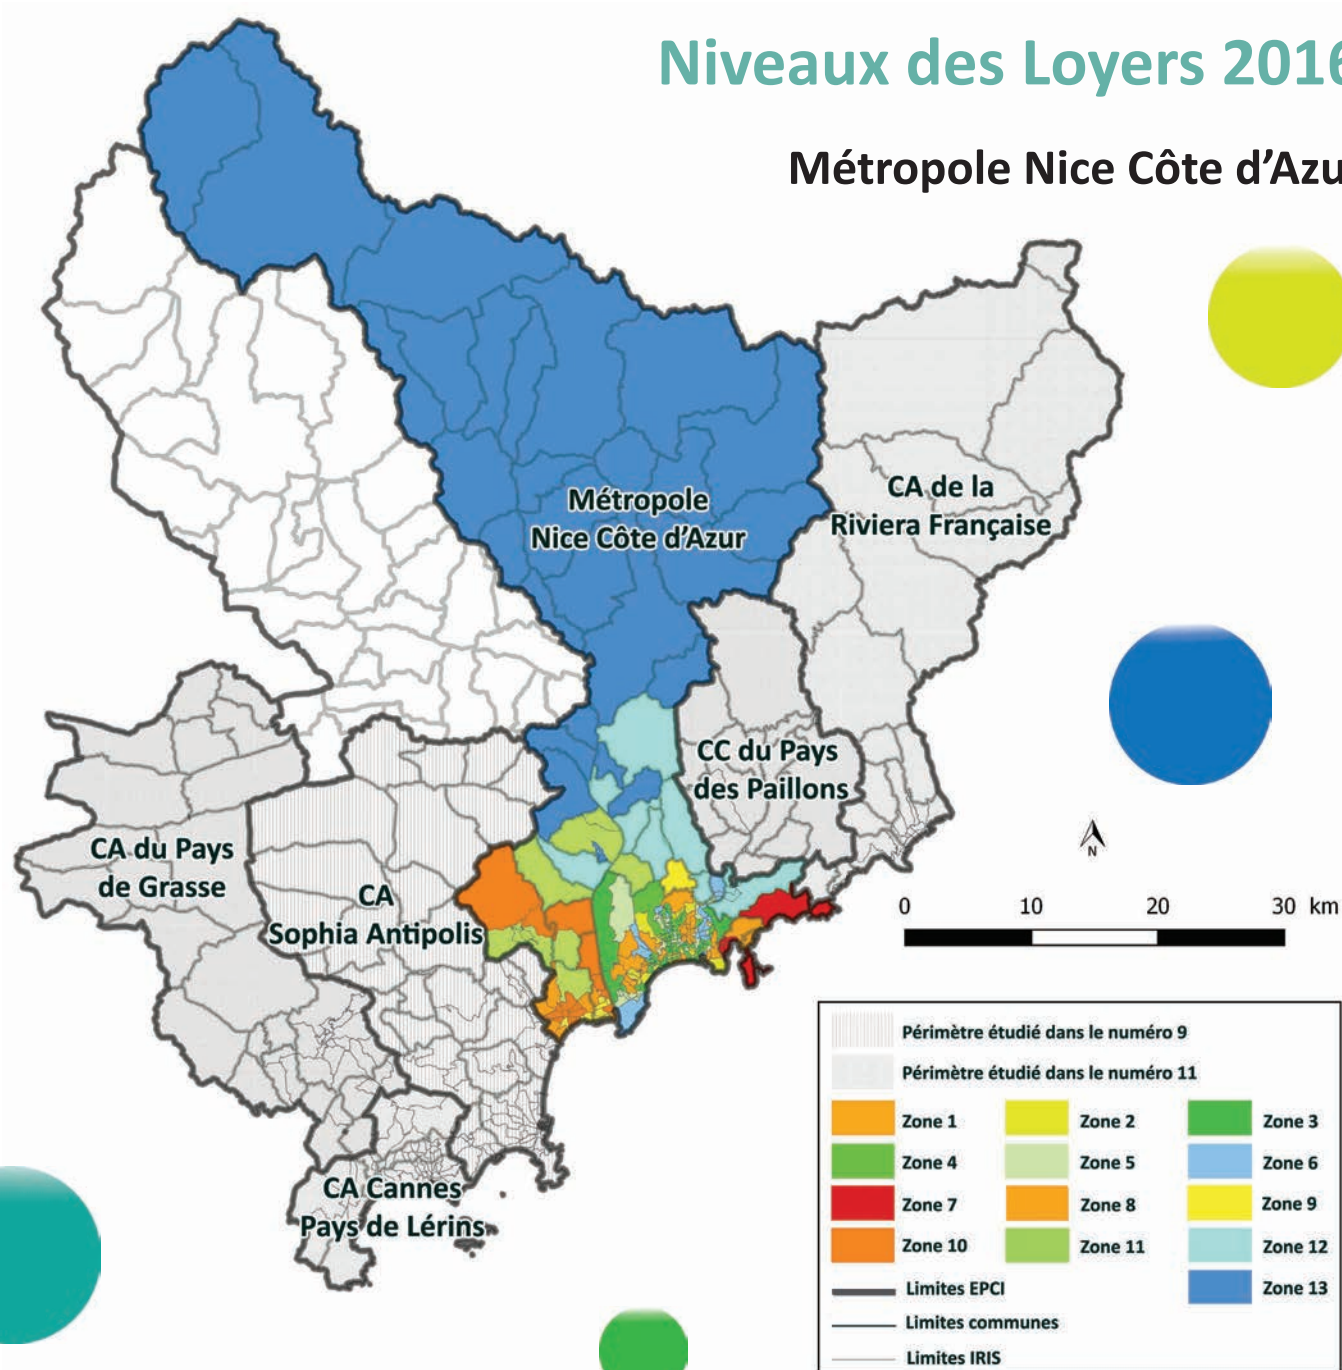 Niveaux des Loyers 2016
Métropole Nice Côte d’Azu
Métropole
Nice Côte d’Azur
CA de la
Riviera Française
CC du Pays
des Paillons
CA du Pays
de Grasse
CA
Sophia Antipolis
CA Cannes
Pays de Lérins
N
0 10 20 30 km
Périmètre étudié dans le numéro 9
Périmètre étudié dans le numéro 11
Zone 1 Zone 2 Zone 3
Zone 4 Zone 5 Zone 6
Zone 7 Zone 8 Zone 9
Zone 10 Zone 11 Zone 12
Zone 13
Limites EPCI
Limites communes
Limites IRIS